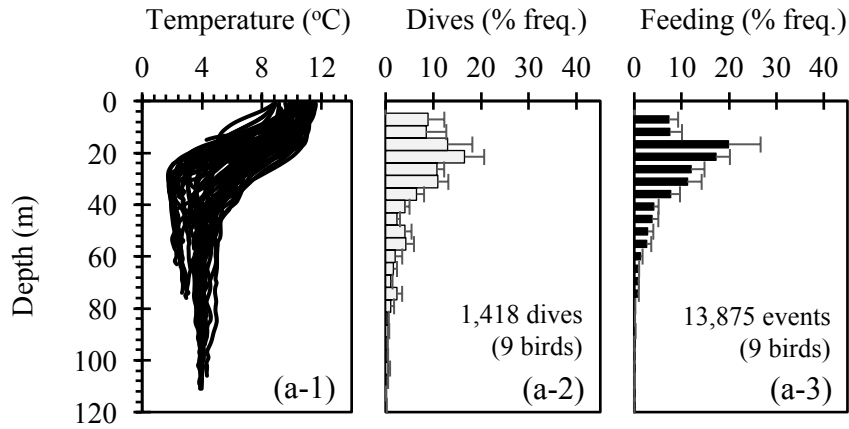 Temperature (ºC)
Dives (% freq.)
Feeding (% freq.)
0 4 8 12
0 10 20 30 40
0 10 20 30 40
Depth (m)
0
20
40
60
80
100
120
(a-1)
1,418 dives
(9 birds)
(a-2)
13,875 events
(9 birds)
(a-3)